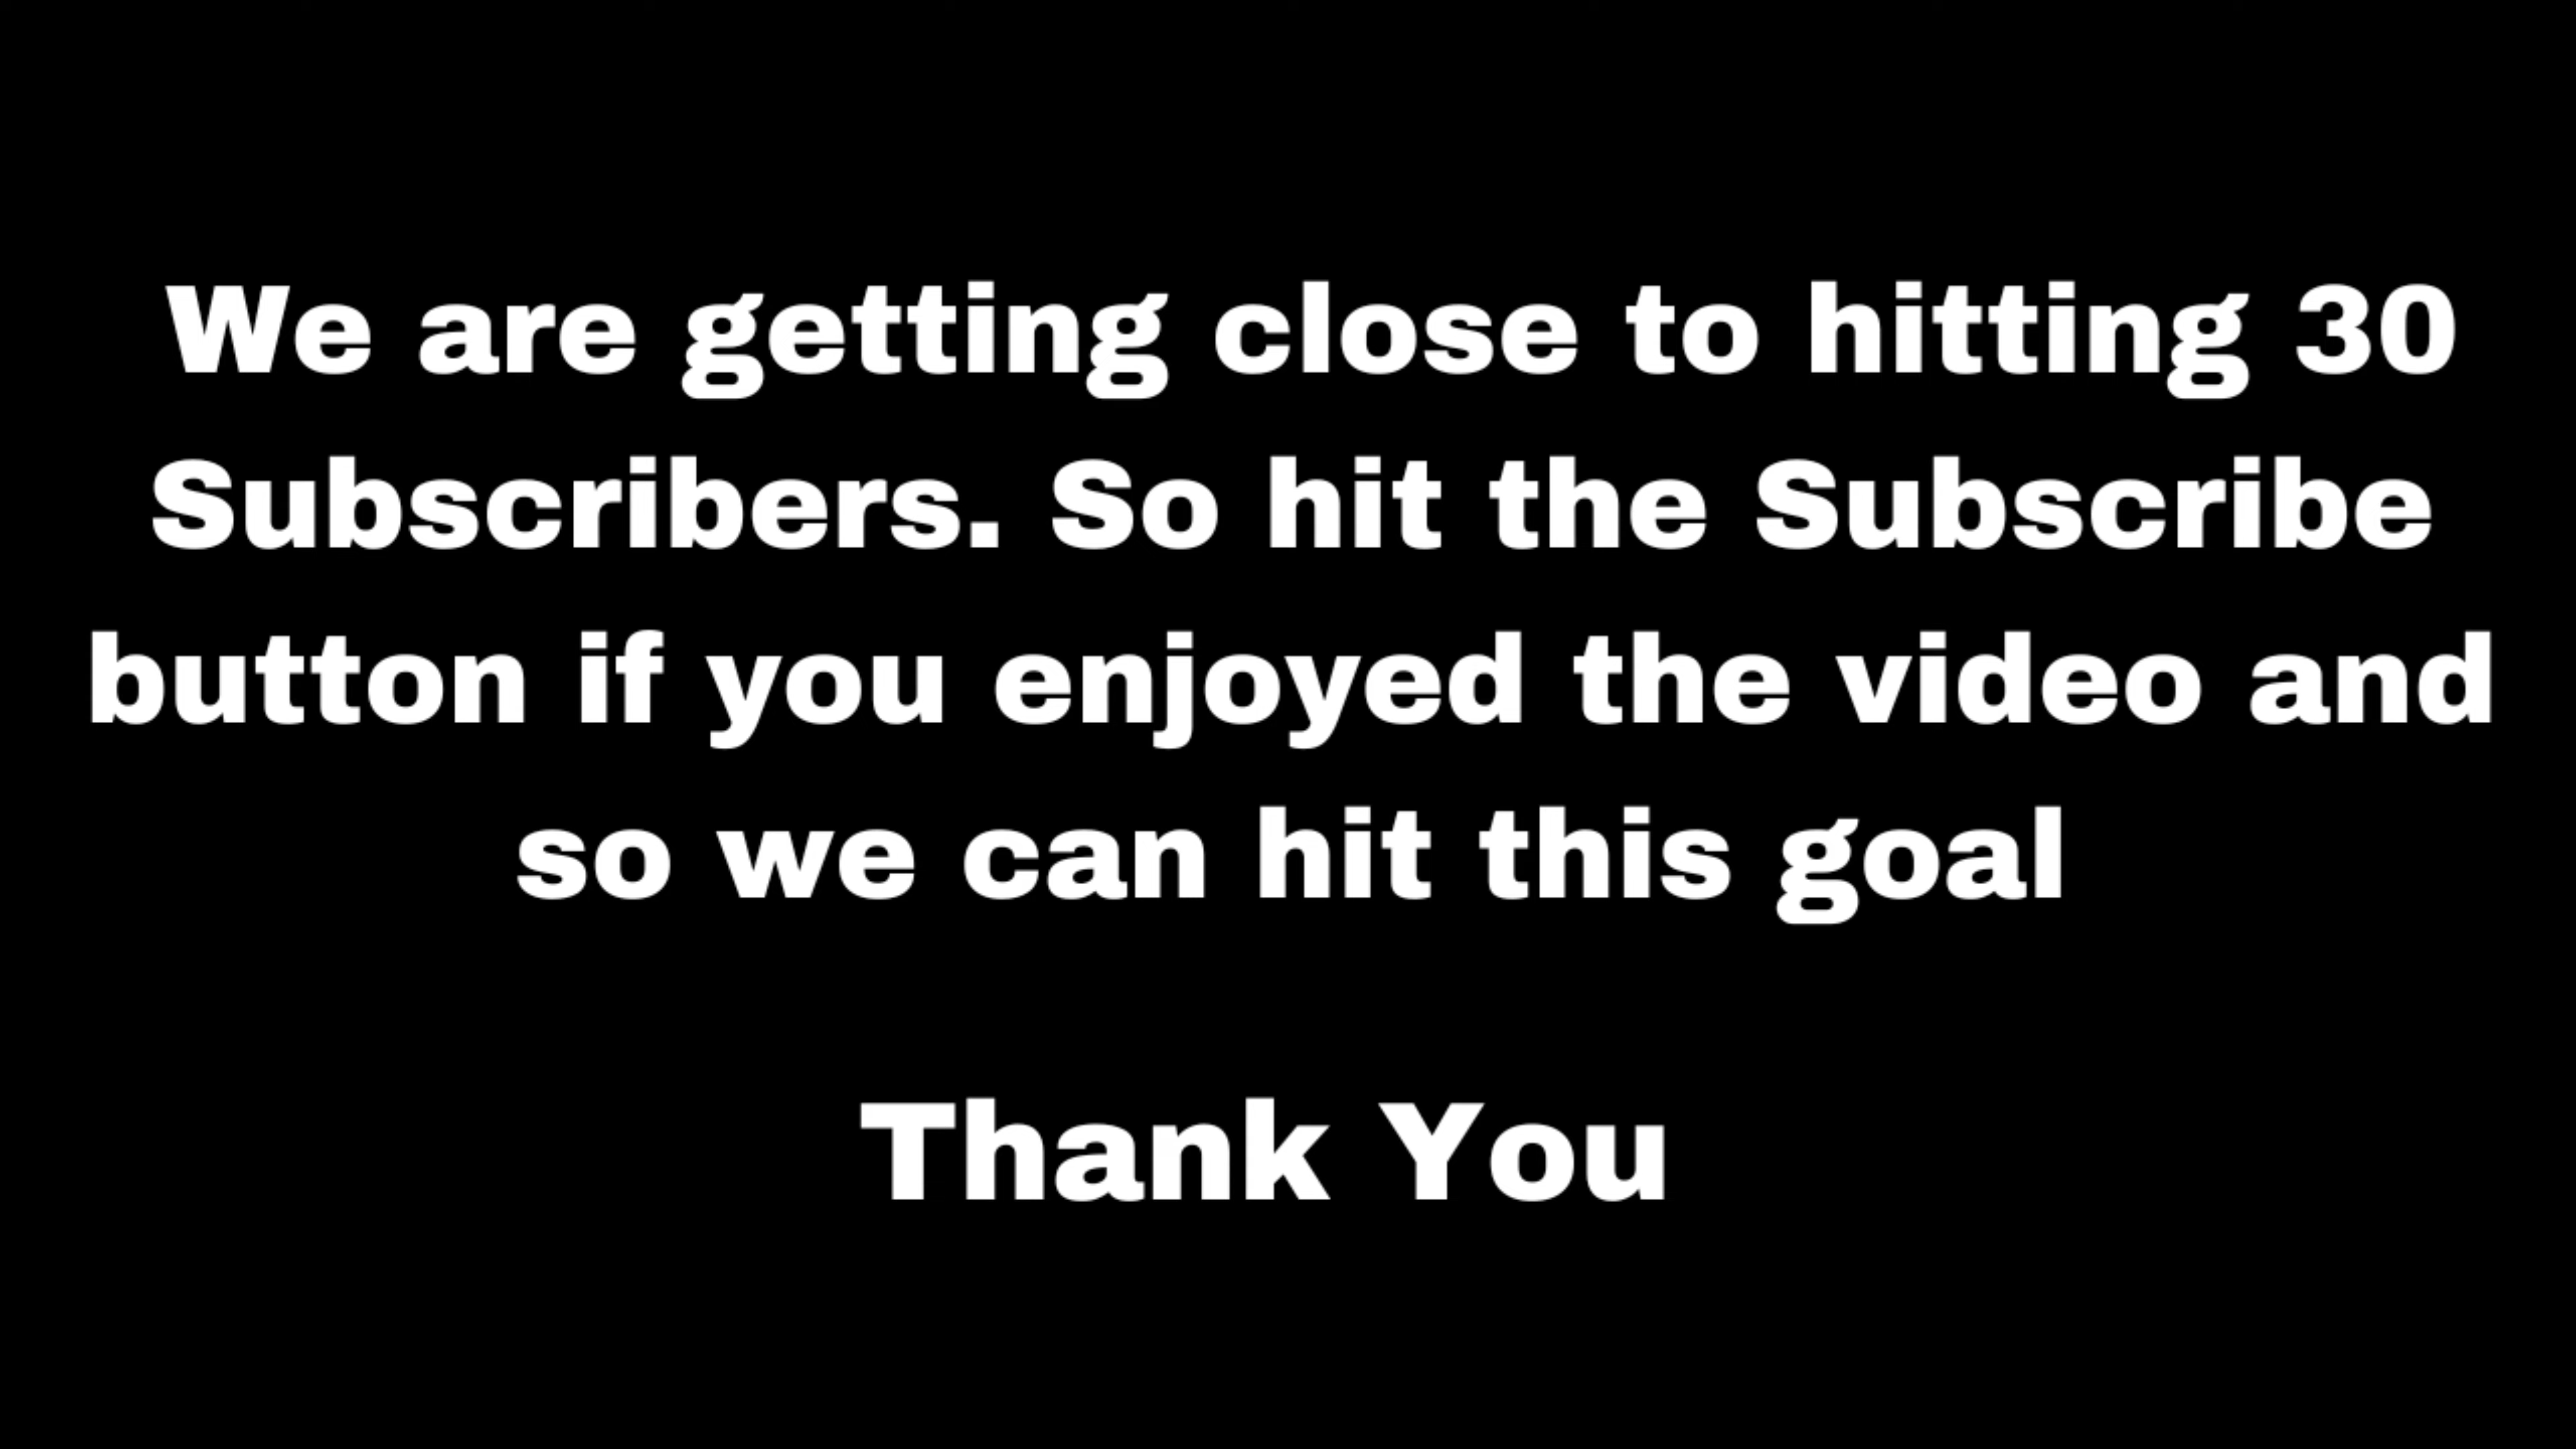 We are getting close to hitting 30
Subscribers. So hit the Subscribe
button if you enjoyed the video and
so we can hit this goal
Thank You